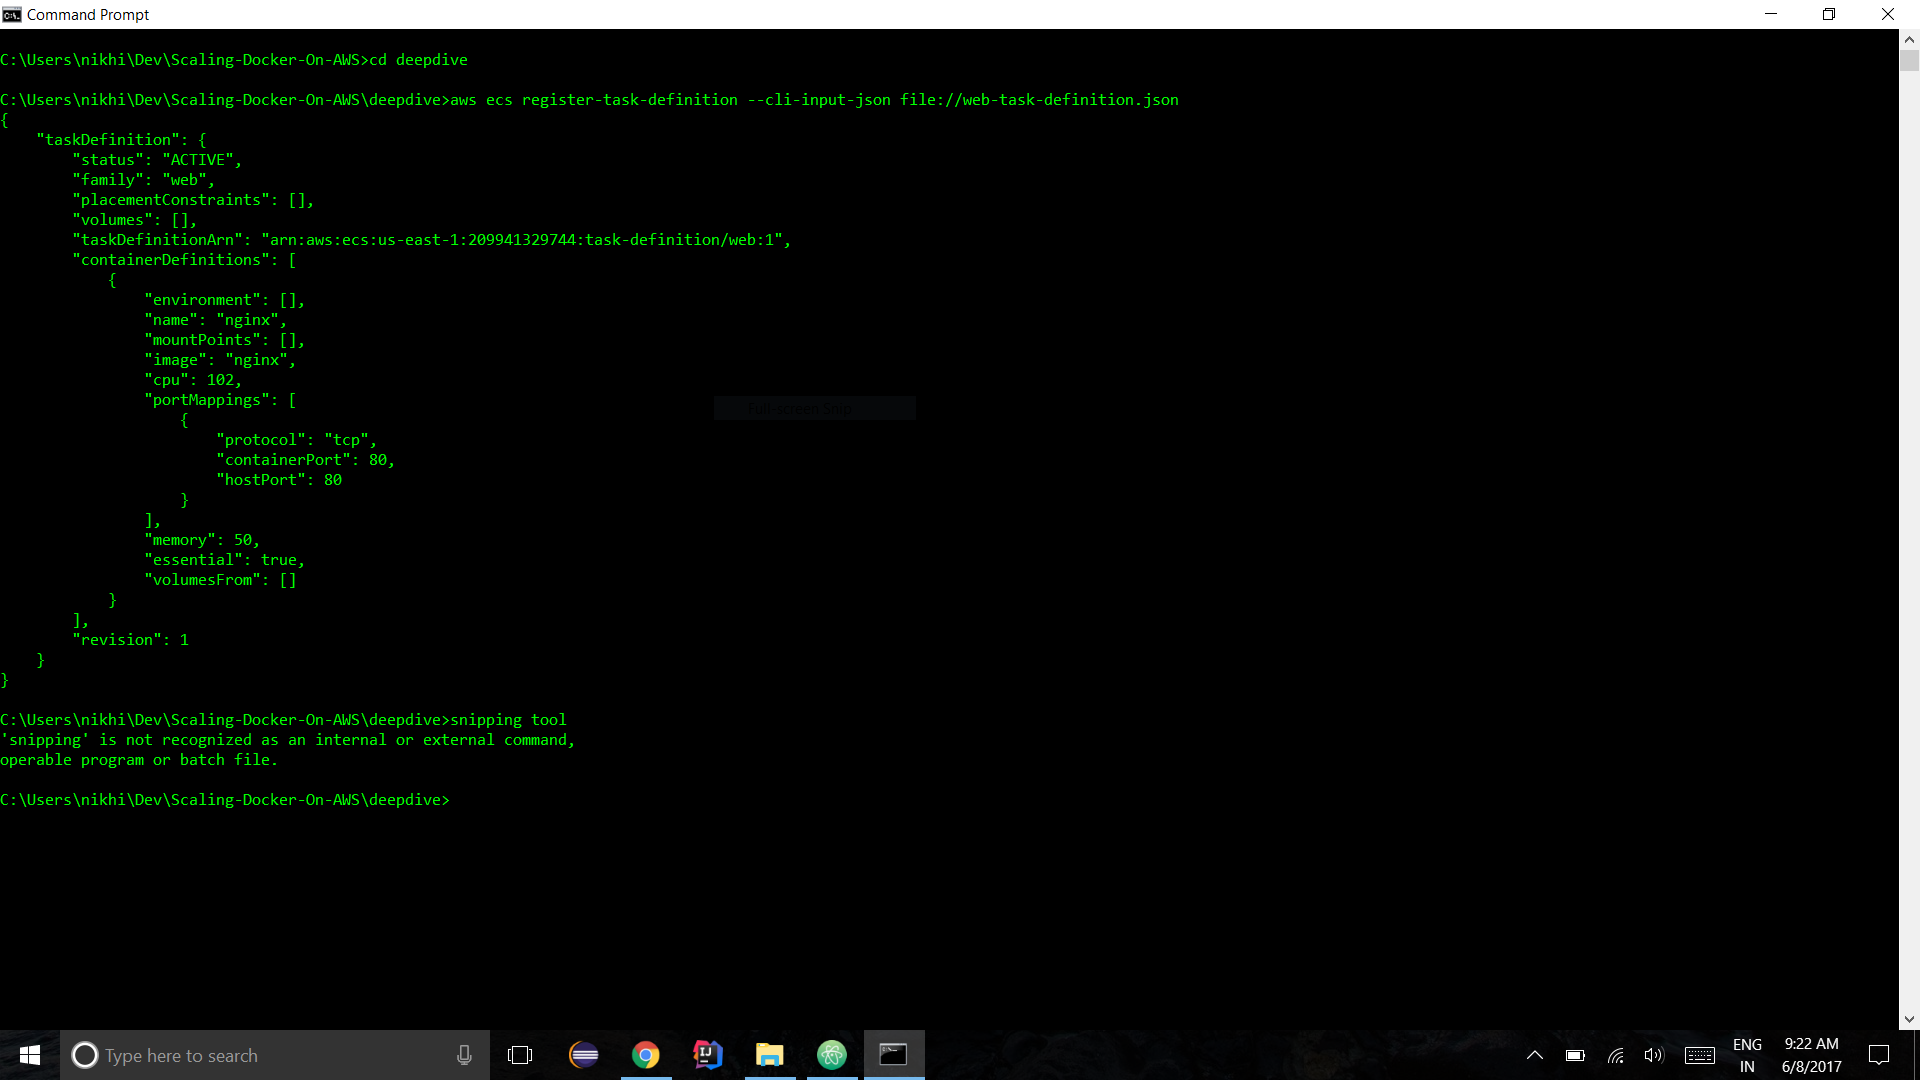 Command Prompt
C:\Users\nikhi\Dev\Scaling-Docker-On-AWS>cd deepdive
C:\Users\nikhi\Dev\Scaling-Docker-On-AWS\deepdive>aws ecs register-task-definition --cli-input-json file://web-task-definition.json
{
    "taskDefinition": {
        "status": "ACTIVE",
        "family": "web",
        "placementConstraints": [],
        "volumes": [],
        "taskDefinitionArn": "arn:aws:ecs:us-east-1:209941329744:task-definition/web:1",
        "containerDefinitions": [
            {
                "environment": [],
                "name": "nginx",
                "mountPoints": [],
                "image": "nginx",
                "cpu": 102,
                "portMappings": [
                    {
                        "protocol": "tcp",
                        "containerPort": 80,
                        "hostPort": 80
                    }
                ],
                "memory": 50,
                "essential": true,
                "volumesFrom": []
            }
        ],
        "revision": 1
    }
}
Full-screen Snip
C:\Users\nikhi\Dev\Scaling-Docker-On-AWS\deepdive>snipping tool
'snipping' is not recognized as an internal or external command,
operable program or batch file.
C:\Users\nikhi\Dev\Scaling-Docker-On-AWS\deepdive>
Type here to search
ENG
IN
9:22 AM
6/8/2017